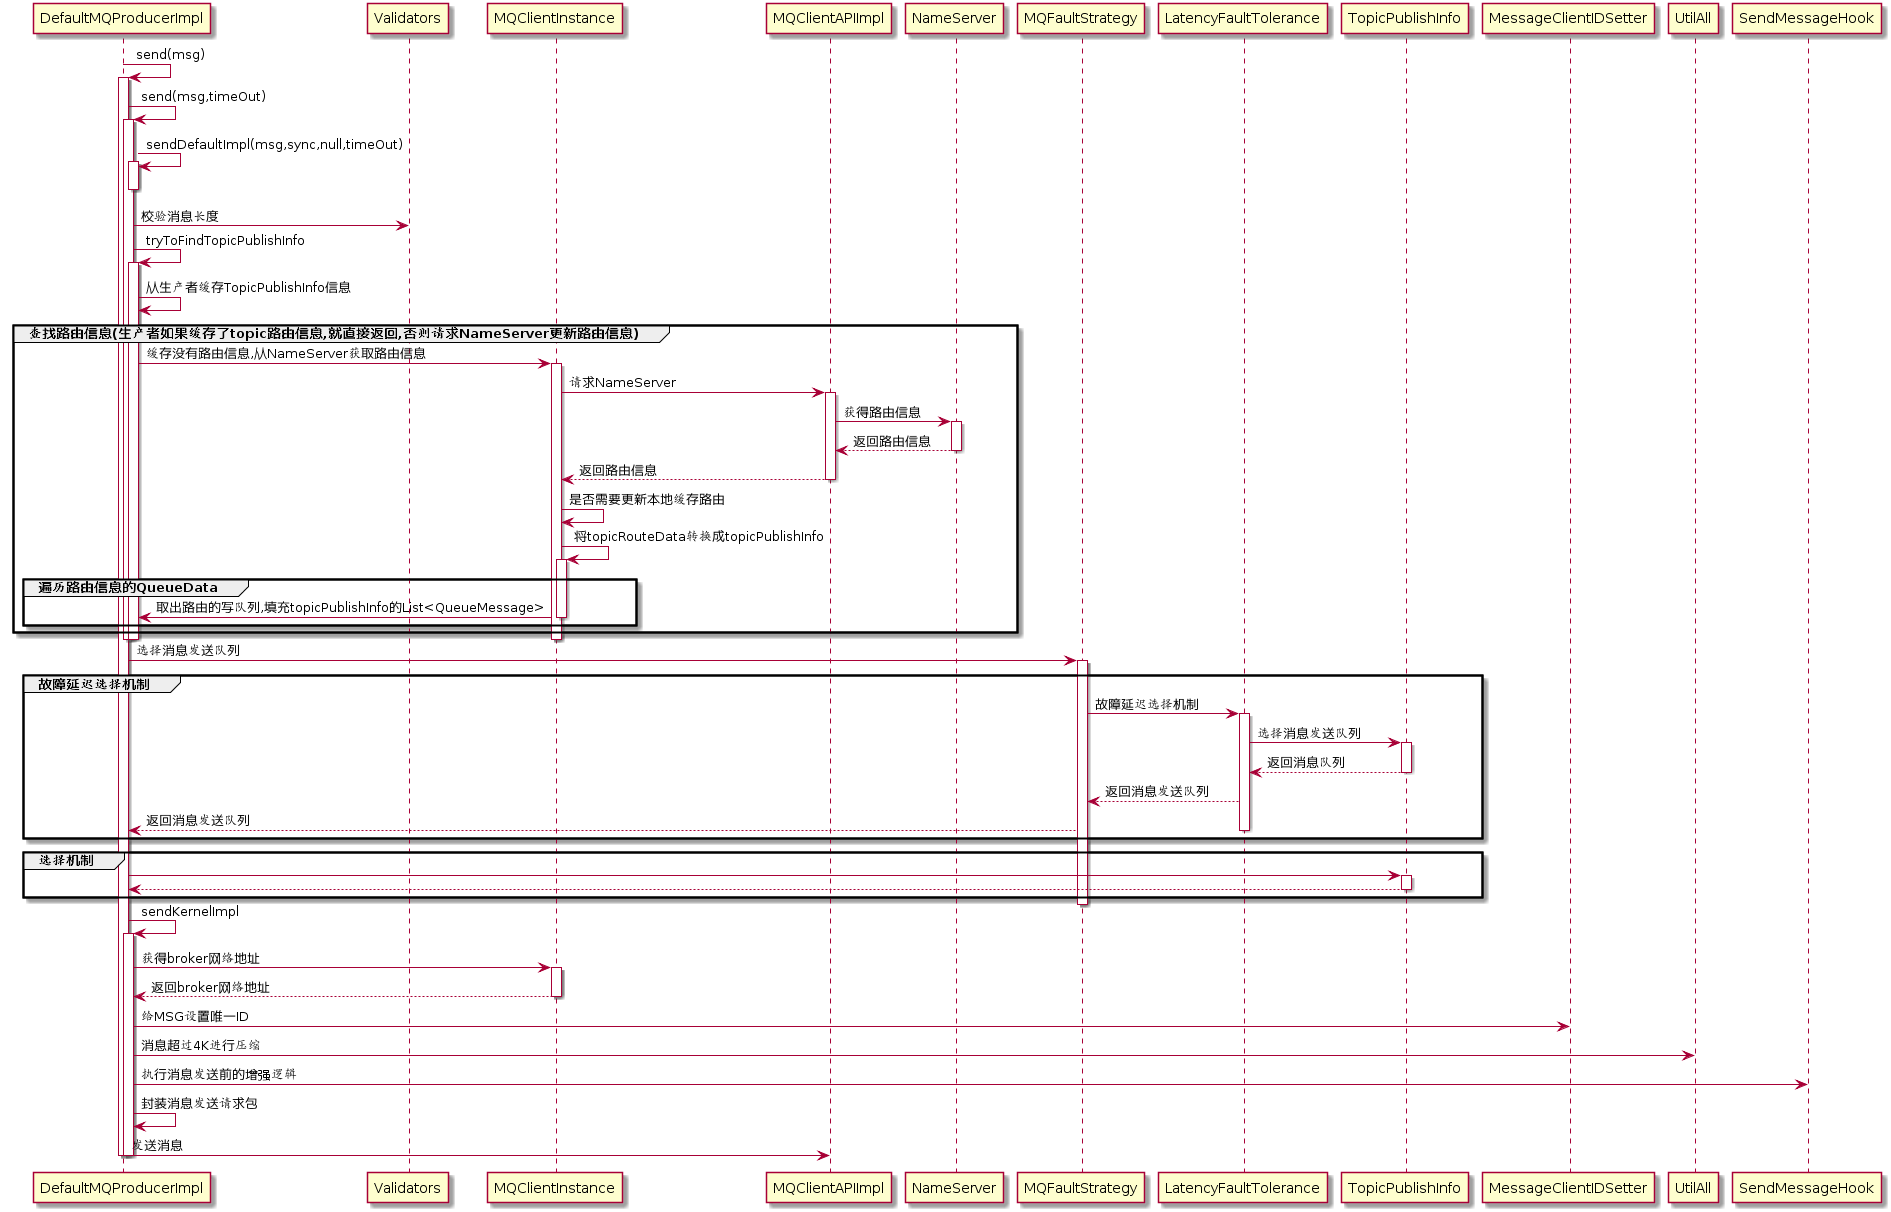 DefaultMQProducerImpl Validators MQClientInstance MQClientAPIImpl NameServer MQFaultStrategy LatencyFaultTolerance TopicPublishInfo MessageClientIDSetter UtilAll SendMessageHook
send(msg)
send(msg,timeOut)
sendDefaultImpl(msg,sync,null,timeOut)
校验消息长度
tryToFindTopicPublishInfo
从生产者缓存TopicPublishInfo信息
查找路由信息(生产者如果缓存了topic路由信息,就直接返回,否则请求NameServer更新路由信息)
缓存没有路由信息,从NameServer获取路由信息
请求NameServer
获得路由信息
返回路由信息
返回路由信息
是否需要更新本地缓存路由
将topicRouteData转换成topicPublishInfo
遍历路由信息的QueueData
取出路由的写队列,填充topicPublishInfo的List<QueueMessage>
选择消息发送队列
故障延迟选择机制
故障延迟选择机制
选择消息发送队列
返回消息队列
返回消息发送队列
返回消息发送队列
选择机制
sendKernelImpl
获得broker网络地址
返回broker网络地址
给MSG设置唯一ID
消息超过4K进行压缩
执行消息发送前的增强逻辑
封装消息发送请求包
发送消息
DefaultMQProducerImpl Validators MQClientInstance MQClientAPIImpl NameServer MQFaultStrategy LatencyFaultTolerance TopicPublishInfo MessageClientIDSetter UtilAll SendMessageHook